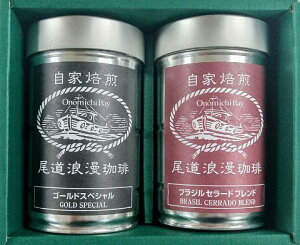 自家焙煎
Onomichi Bay
尾道浪漫珈琲
ゴールドスペシャル
GOLD SPECIAL
自家焙煎
Onomichi Bay
尾道浪漫珈琲
ブラジルセラードブレンド
BRASIL CERRADO BLEND